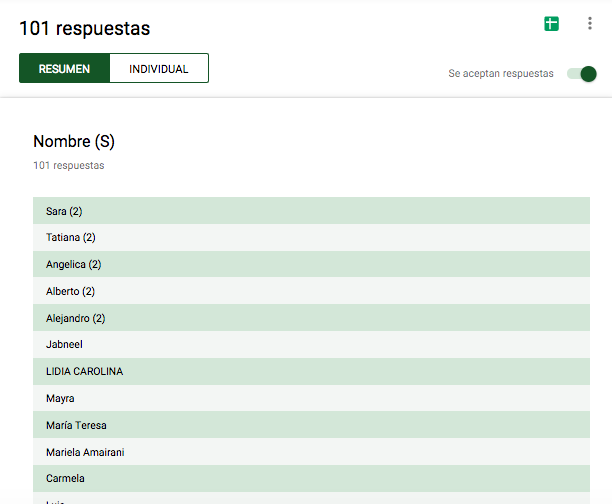 101 respuestas
RESUMEN INDIVIDUAL
Se aceptan respuestas
Nombre (S)
101 respuestas
Sara (2)
Tatiana (2)
Angelica (2)
Alberto (2)
Alejandro (2)
Jabneel
LIDIA CAROLINA
Mayra
María Teresa
Mariela Amairani
Carmela